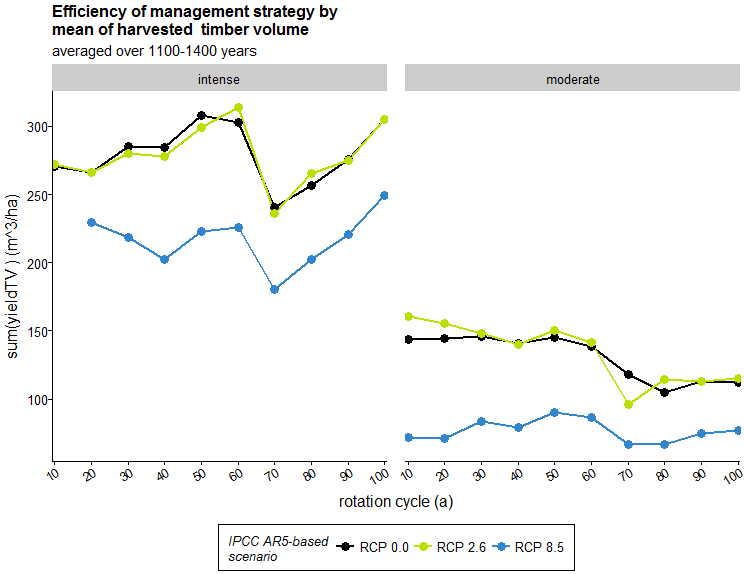 Efficiency of management strategy by
mean of harvested  timber volume
averaged over 1100-1400 years
intense
moderate
300
250
200
150
100
sum(yieldTV ) (m^3/ha)
10 20 30 40 50 60 70 80 90 100
10 20 30 40 50 60 70 80 90 100
rotation cycle (a)
IPCC AR5-based
scenario
RCP 0.0 RCP 2.6 RCP 8.5